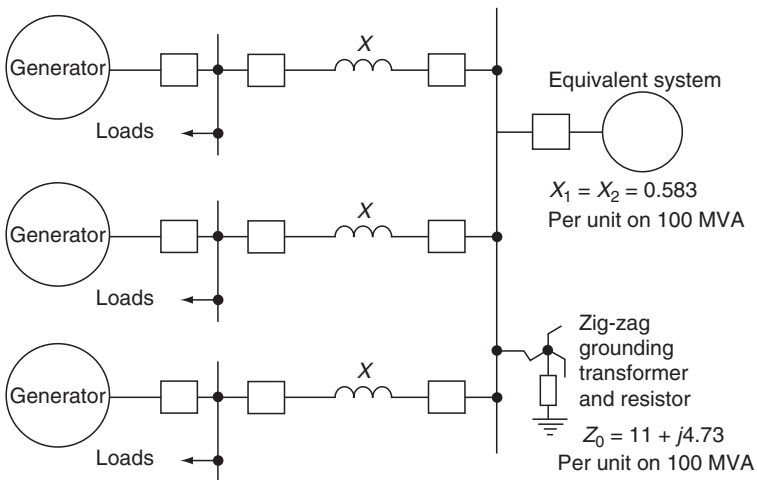 Generator
Loads
X
Equivalent system
X₁ = X₂ = 0.583
Per unit on 100 MVA
Generator
Loads
X
Generator
Loads
X
Zig-zag
grounding
transformer
and resistor
Z₀ = 11 + j4.73
Per unit on 100 MVA